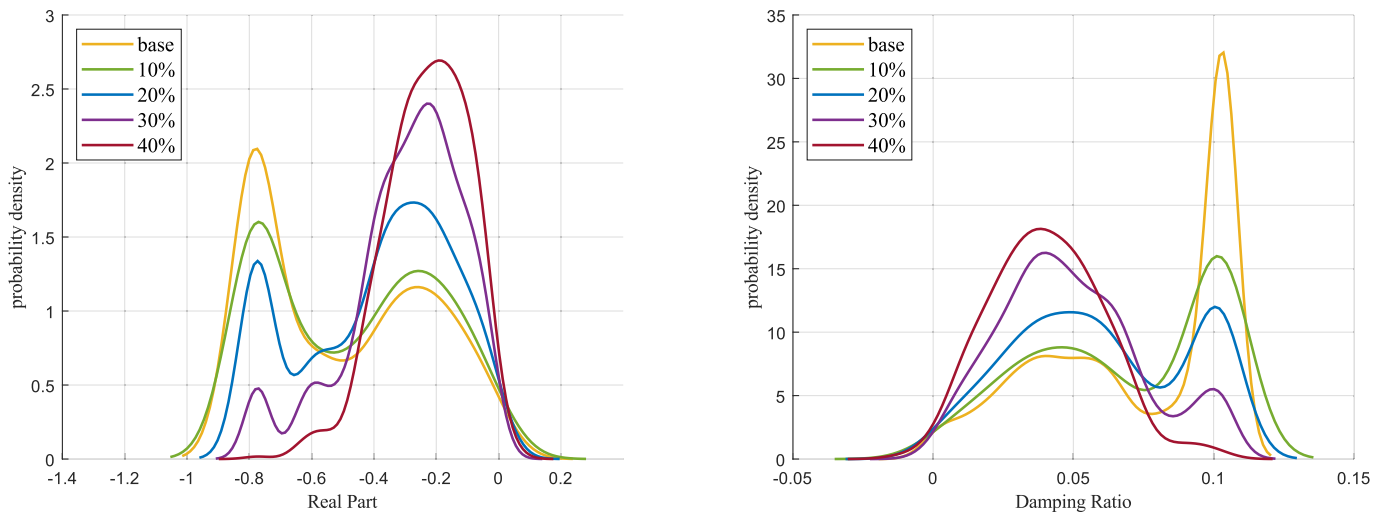 3
2.5
2
1.5
1
0.5
0
probability density
base
10%
20%
30%
40%
-1.4 -1.2 -1 -0.8 -0.6 -0.4 -0.2 0 0.2
Real Part
35
30
25
20
15
10
5
0
probability density
base
10%
20%
30%
40%
-0.05 0 0.05 0.1 0.15
Damping Ratio